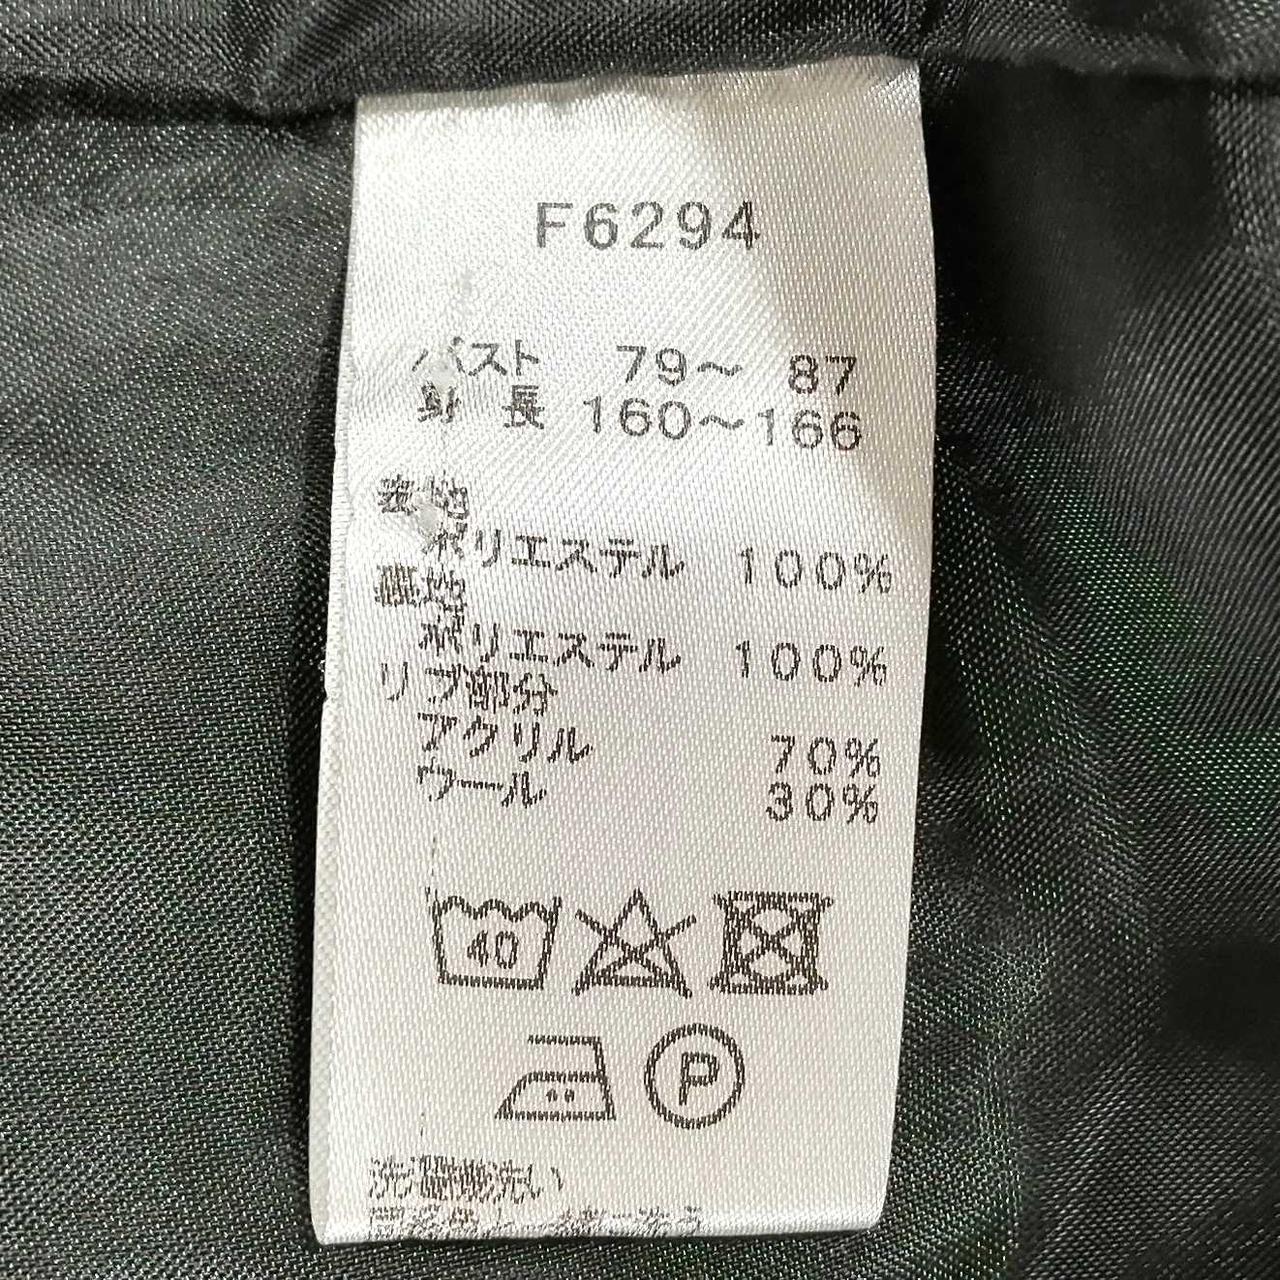 F6294
バスト 79～ 87
身 長 160～166
表地
ポリエステル 100%
裏地
ポリエステル 100%
リブ部分
アクリル 70%
ウール 30%
40
P